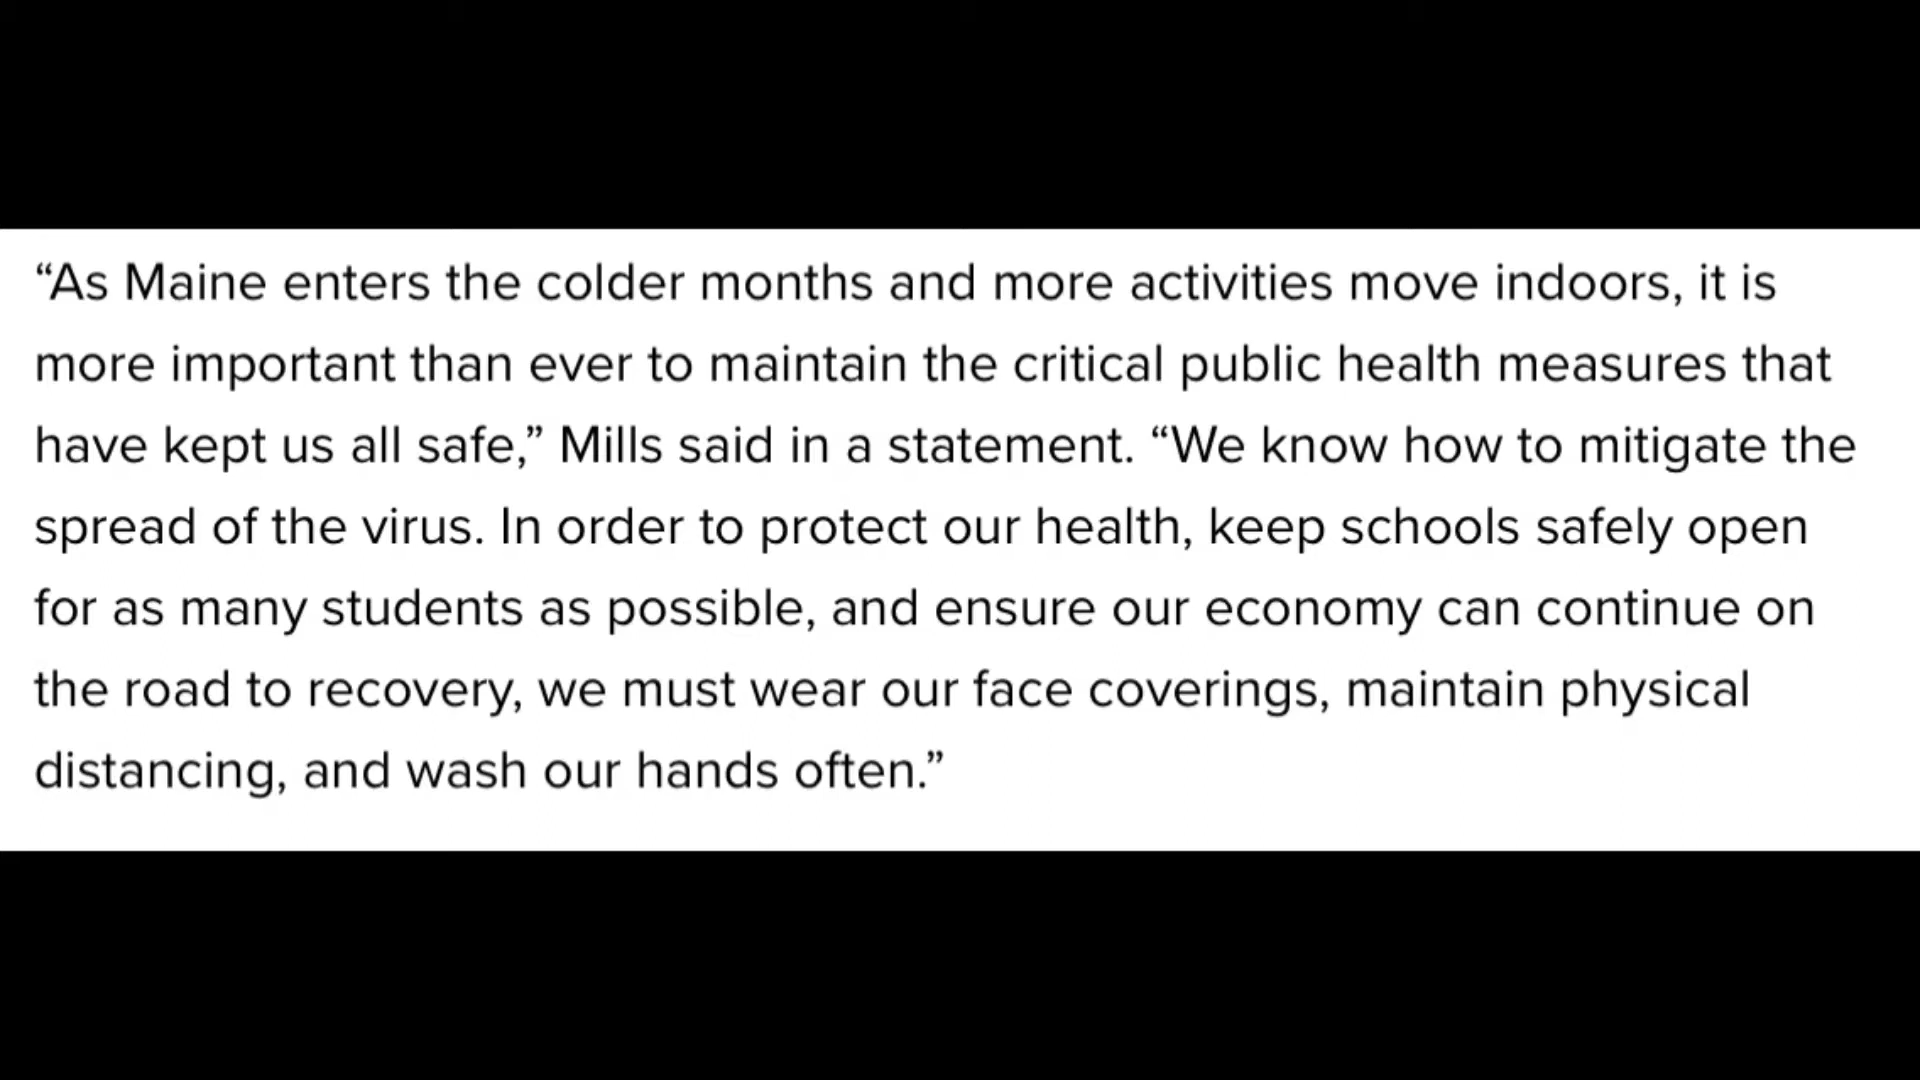 “As Maine enters the colder months and more activities move indoors, it is
more important than ever to maintain the critical public health measures that
have kept us all safe,” Mills said in a statement. “We know how to mitigate the
spread of the virus. In order to protect our health, keep schools safely open
for as many students as possible, and ensure our economy can continue on
the road to recovery, we must wear our face coverings, maintain physical
distancing, and wash our hands often.”